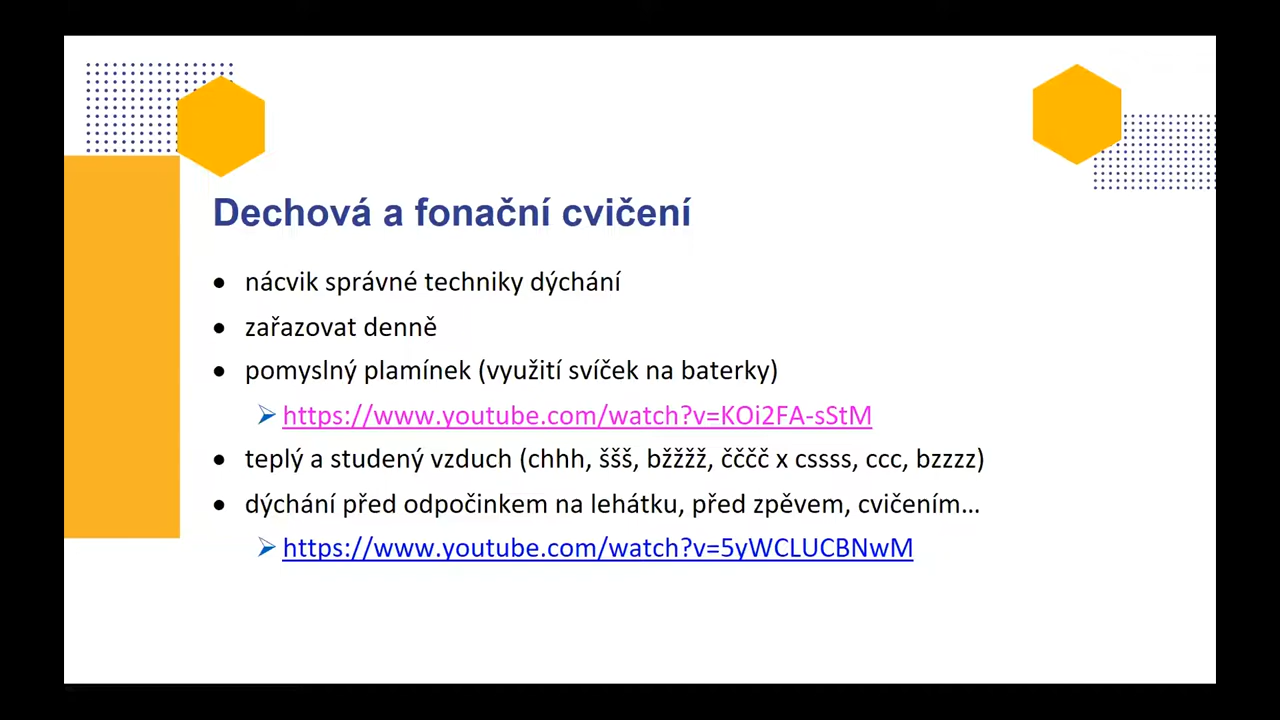 Dechová a fonační cvičení
• nácvik správné techniky dýchání
• zařazovat denně
• pomyslný plamínek (využití svíček na baterky)
➢ https://www.youtube.com/watch?v=KOi2FA-sStM
• teplý a studený vzduch (chhh, ššš, bžžžž, čččč x cssss, ccc, bzzzz)
• dýchání před odpočinkem na lehátku, před zpěvem, cvičením…
➢ https://www.youtube.com/watch?v=5yWCLUCBNwM